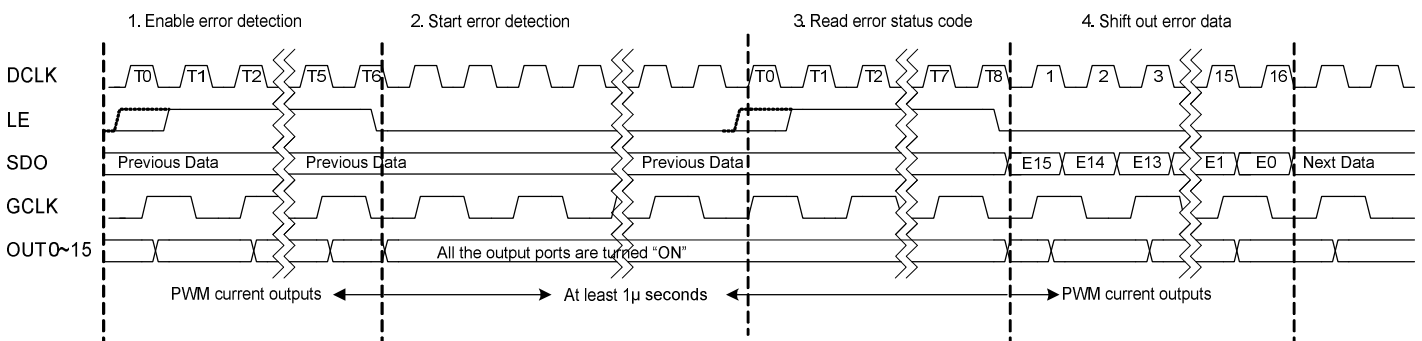 1. Enable error detection 2. Start error detection 3. Read error status code 4. Shift out error data
DCLK T0 T1 T2 T5 T6 T0 T1 T2 T7 T8 1 2 3 15 16
LE
SDO Previous Data Previous Data Previous Data E15 E14 E13 E1 E0 Next Data
GCLK
OUT0~15 All the output ports are turned “ON”
PWM current outputs At least 1μ seconds PWM current outputs